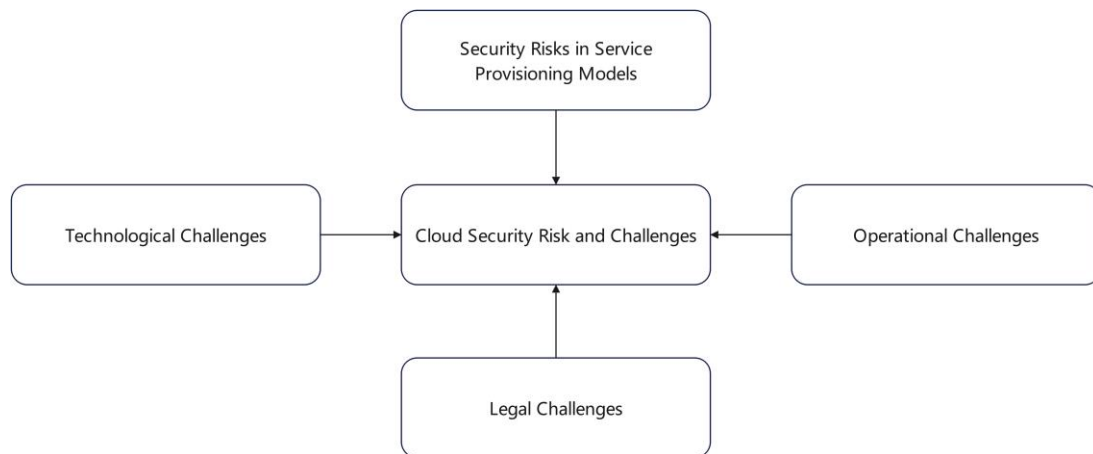 Security Risks in Service
Provisioning Models
Technological Challenges
Cloud Security Risk and Challenges
Operational Challenges
Legal Challenges